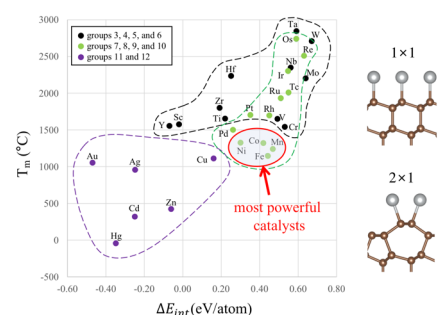 3000
2500
2000
1500
1000
500
0
-500
T_m (°C)
groups 3, 4, 5, and 6
groups 7, 8, 9, and 10
groups 11 and 12
Ta
Os
W
Re
Hf
Nb
Ir
Mo
Zr
Ru
Tc
Y
Sc
Ti
Pt
Rh
V
Cr
Pd
Co
Mn
Ni
Fe
Au
Ag
Cu
Cd
Zn
Hg
most powerful
catalysts
-0.60
-0.40
-0.20
0.00
0.20
0.40
0.60
0.80
ΔE_int(eV/atom)
1×1
2×1